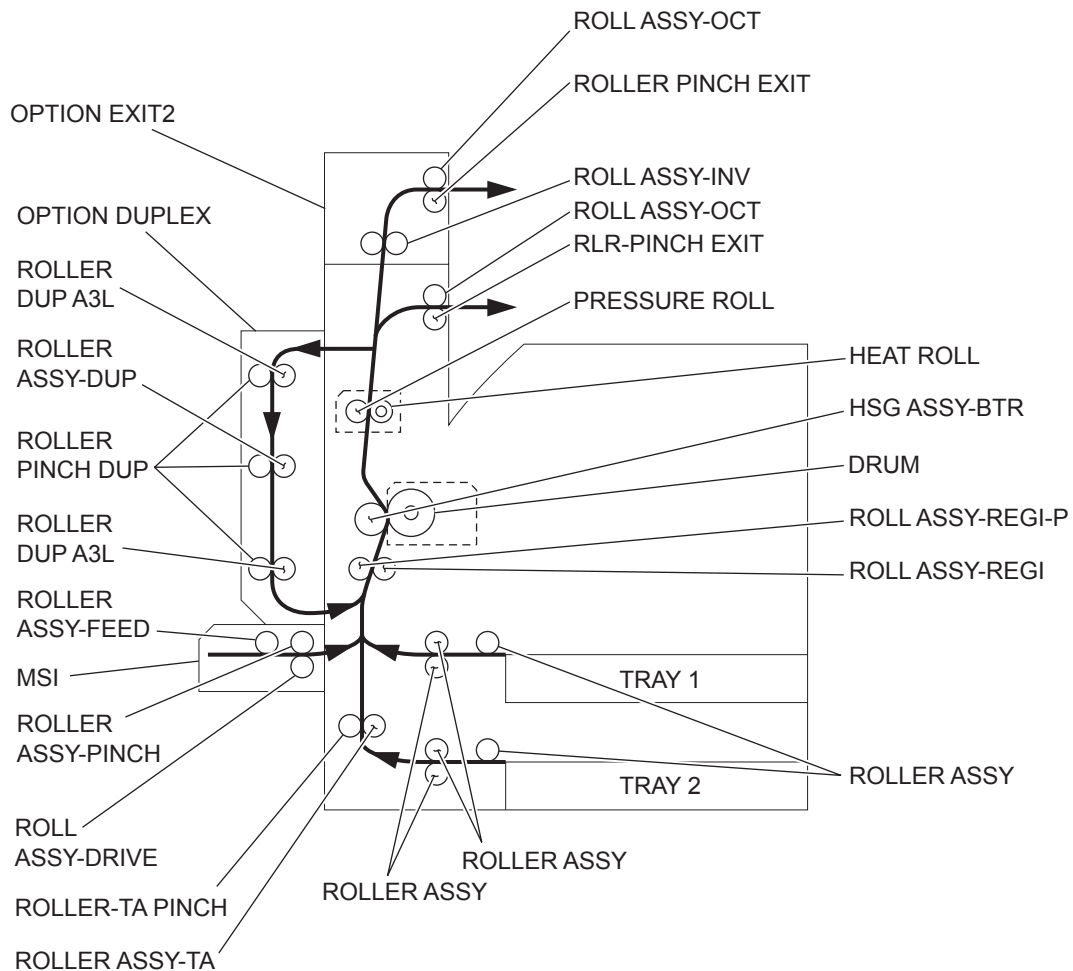 ROLL ASSY-OCT
ROLLER PINCH EXIT
OPTION EXIT2
ROLL ASSY-INV
ROLL ASSY-OCT
OPTION DUPLEX
RLR-PINCH EXIT
ROLLER
DUP A3L
PRESSURE ROLL
ROLLER
ASSY-DUP
HEAT ROLL
HSG ASSY-BTR
ROLLER
PINCH DUP
DRUM
ROLL ASSY-REGI-P
ROLLER
DUP A3L
ROLL ASSY-REGI
ROLLER
ASSY-FEED
MSI
TRAY 1
ROLLER
ASSY-PINCH
ROLLER ASSY
TRAY 2
ROLL
ASSY-DRIVE
ROLLER ASSY
ROLLER ASSY
ROLLER-TA PINCH
ROLLER ASSY-TA